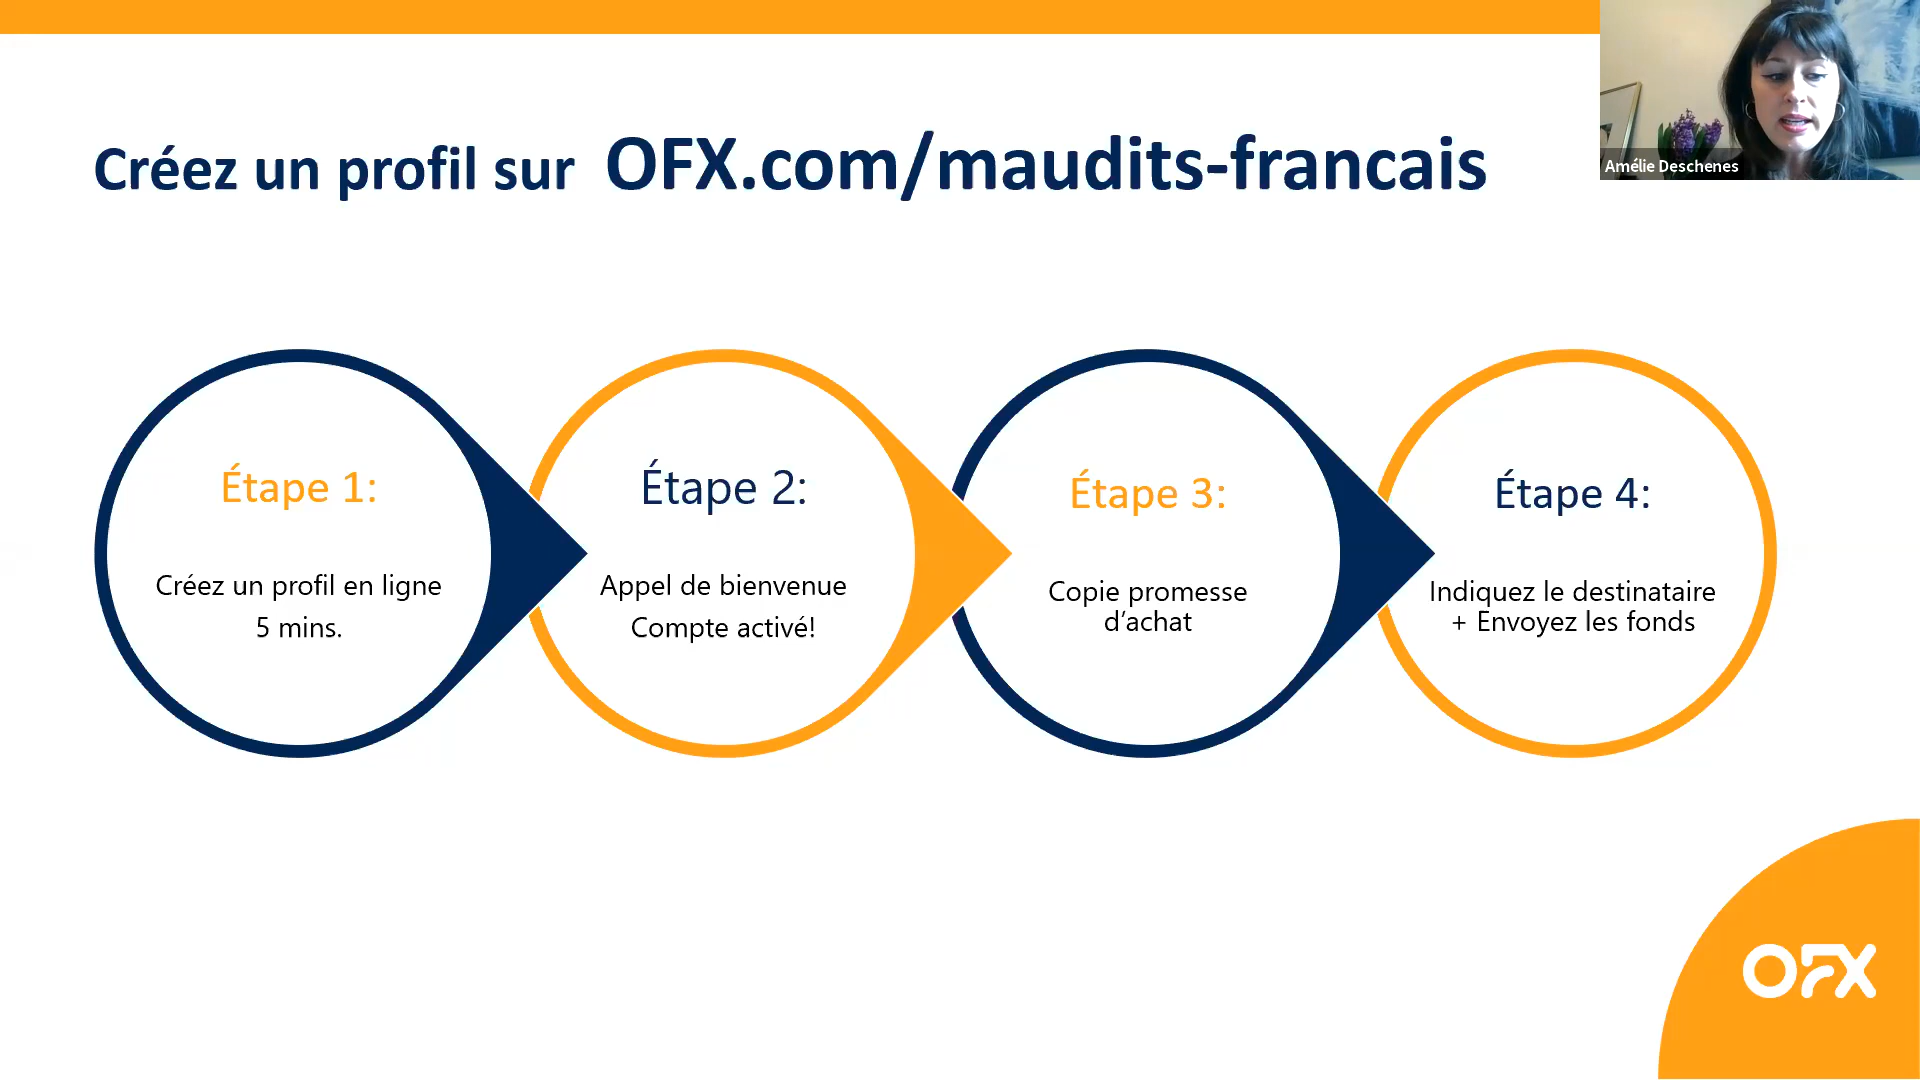 Créez un profil sur OFX.com/maudits-francais
Amélie Deschenes
Étape 1:
Créez un profil en ligne
5 mins.
Étape 2:
Appel de bienvenue
Compte activé!
Étape 3:
Copie promesse
d’achat
Étape 4:
Indiquez le destinataire
+ Envoyez les fonds
OFX